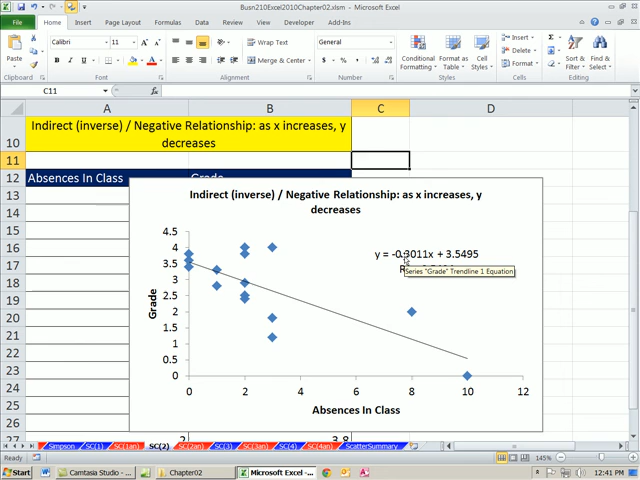 Busn210Excel2010Chapter02.xlsm - Microsoft Excel
File Home Insert Page Layout Formulas Data Review View Developer Add-Ins
Paste
Calibri 11
Wrap Text
Merge & Center
General
Conditional Formatting
Format as Table
Cell Styles
Insert
Delete
Format
Sort & Filter
Find & Select
Clipboard Font Alignment Number Styles Cells Editing
C11 fx
A B C D
10 Indirect (inverse) / Negative Relationship: as x increases, y
decreases
11
12 Absences In Class Grade
13
14
15
16
17
18
19
20
21
22
23
24
25
26
27 2 3.8
Indirect (inverse) / Negative Relationship: as x increases, y
decreases
y = -0.3011x + 3.5495
Series "Grade" Trendline 1 Equation
4.5
4
3.5
3
2.5
2
1.5
1
0.5
0
Grade
0 2 4 6 8 10 12
Absences In Class
Simpson SC(1) SC(1an) SC(2) SC(2an) SC(3) SC(3an) SC(4) SC(4an) ScatterSummary
Ready 145%
Start Camtasia Studio - ... Chapter02 Microsoft Excel -... 12:41 PM